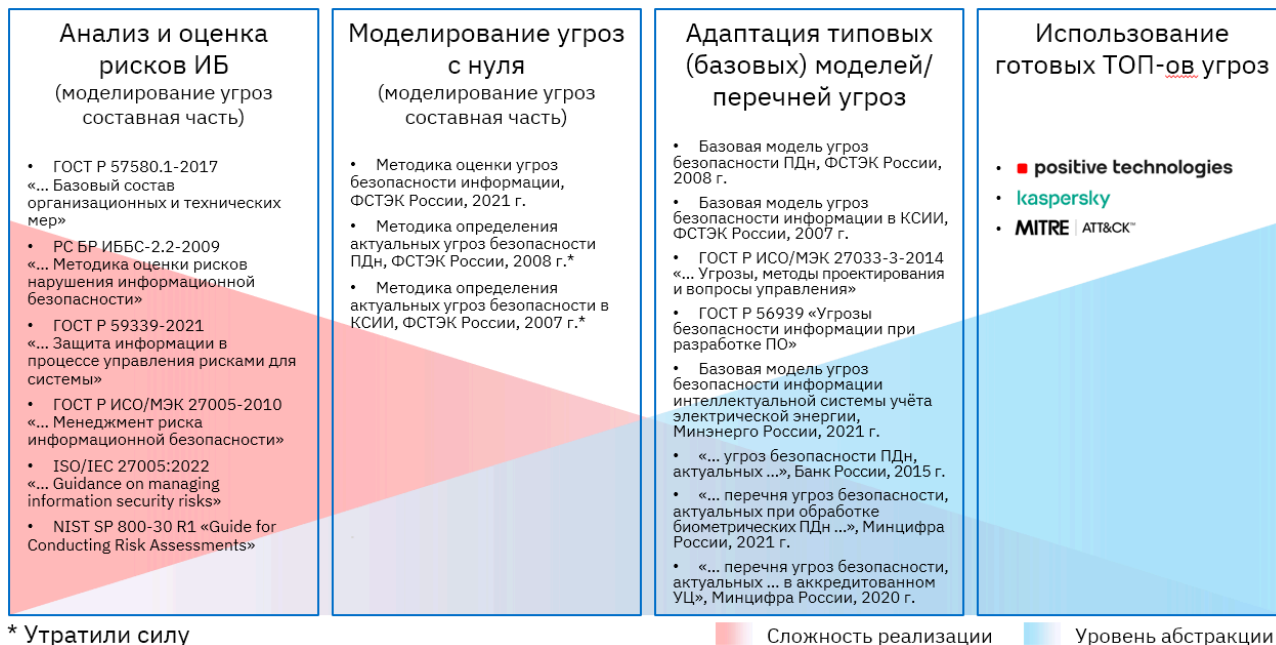 Анализ и оценка
рисков ИБ
(моделирование угроз
составная часть)
• ГОСТ Р 57580.1-2017
«... Базовый состав
организационных и технических
мер»
• РС БР ИББС-2.2-2009
«... Методика оценки рисков
нарушения информационной
безопасности»
• ГОСТ Р 59339-2021
«... Защита информации в
процессе управления рисками для
системы»
• ГОСТ Р ИСО/МЭК 27005-2010
«... Менеджмент риска
информационной безопасности»
• ISO/IEC 27005:2022
«... Guidance on managing
information security risks»
• NIST SP 800-30 R1 «Guide for
Conducting Risk Assessments»
Моделирование угроз
с нуля
(моделирование угроз
составная часть)
• Методика оценки угроз
безопасности информации,
ФСТЭК России, 2021 г.
• Методика определения
актуальных угроз безопасности
ПДн, ФСТЭК России, 2008 г.*
• Методика определения
актуальных угроз безопасности в
КСИИ, ФСТЭК России, 2007 г.*
Адаптация типовых
(базовых) моделей/
перечней угроз
• Базовая модель угроз
безопасности ПДн, ФСТЭК России,
2008 г.
• Базовая модель угроз
безопасности информации в КСИИ,
ФСТЭК России, 2007 г.
• ГОСТ Р ИСО/МЭК 27033-3-2014
«... Угрозы, методы проектирования
и вопросы управления»
• ГОСТ Р 56939 «Угрозы
безопасности информации при
разработке ПО»
• Базовая модель угроз
безопасности информации
интеллектуальной системы учёта
электрической энергии,
Минэнерго России, 2021 г.
• «... угроз безопасности ПДн,
актуальных ...», Банк России, 2015 г.
• «... перечня угроз безопасности,
актуальных при обработке
биометрических ПДн ...», Минцифра
России, 2021 г.
• «... перечня угроз безопасности,
актуальных ... в аккредитованном
УЦ», Минцифра России, 2020 г.
Использование
готовых ТОП-ов угроз
• positive technologies
• kaspersky
• MITRE | ATT&CK™
* Утратили силу
Сложность реализации
Уровень абстракции